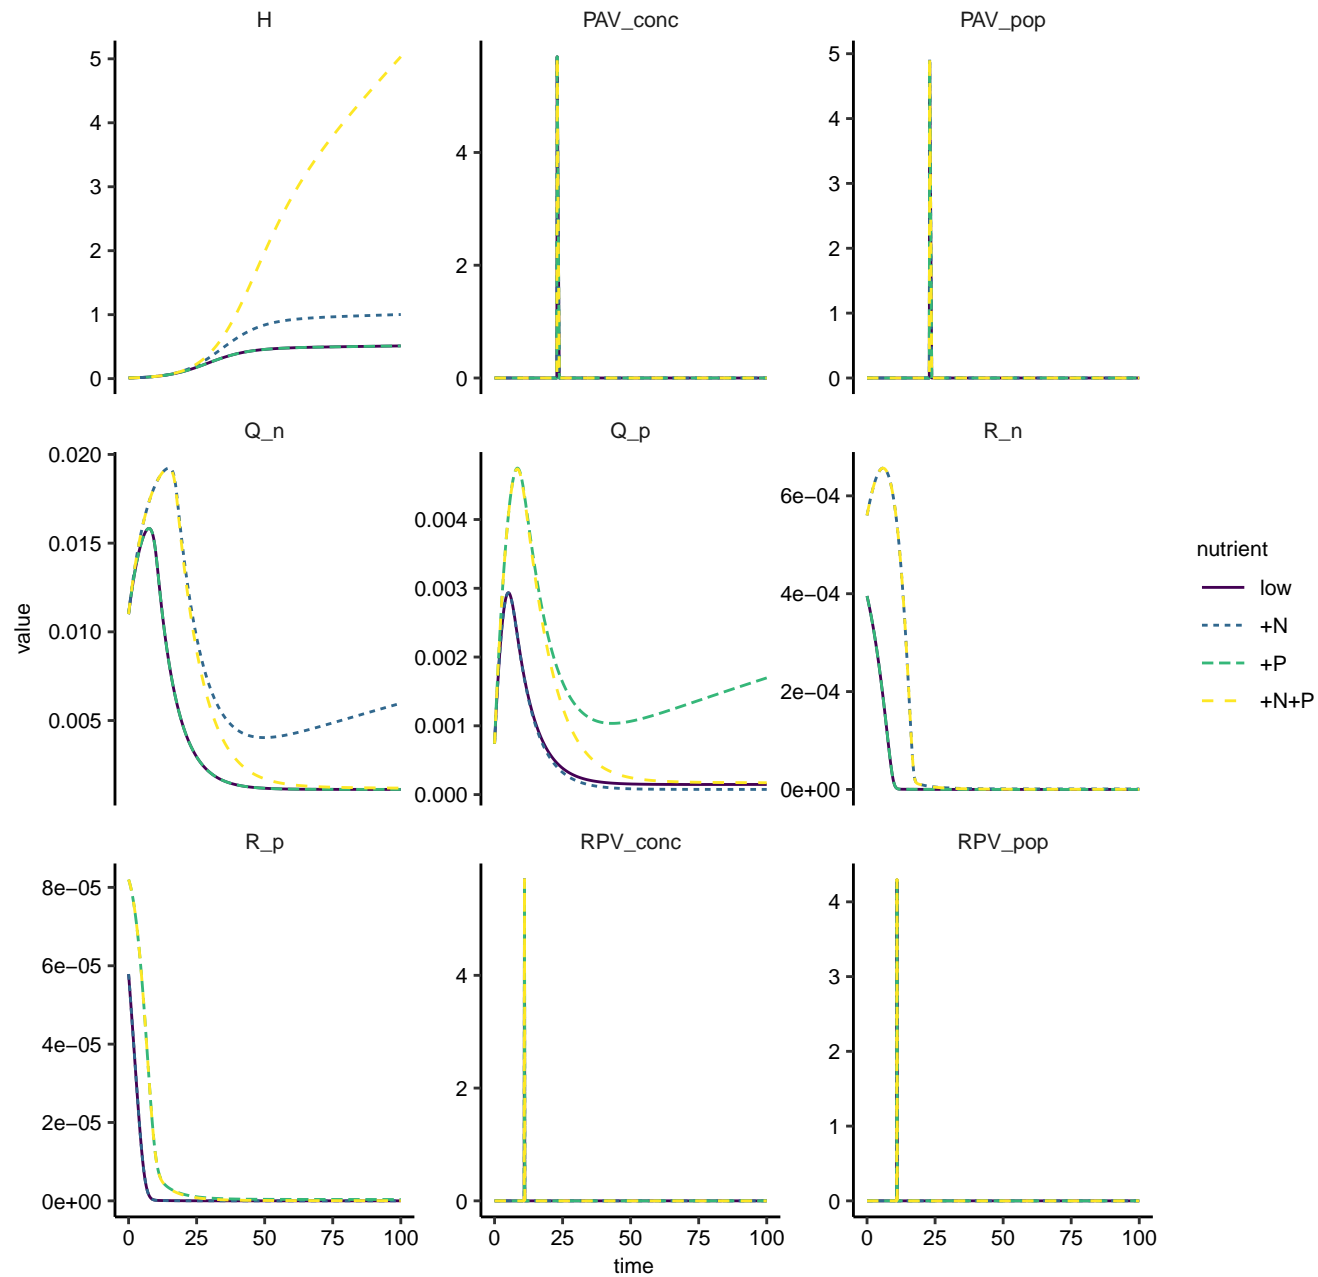 H
PAV_conc
PAV_pop
5
4
3
2
1
0
4
2
0
5
4
3
2
1
0
Q_n
Q_p
R_n
0.020
0.015
0.010
0.005
0.004
0.003
0.002
0.001
0.000
6e−04
4e−04
2e−04
0e+00
R_p
RPV_conc
RPV_pop
8e−05
6e−05
4e−05
2e−05
0e+00
4
2
0
4
3
2
1
0
0 25 50 75 100
0 25 50 75 100
0 25 50 75 100
time
value
nutrient
low
+N
+P
+N+P